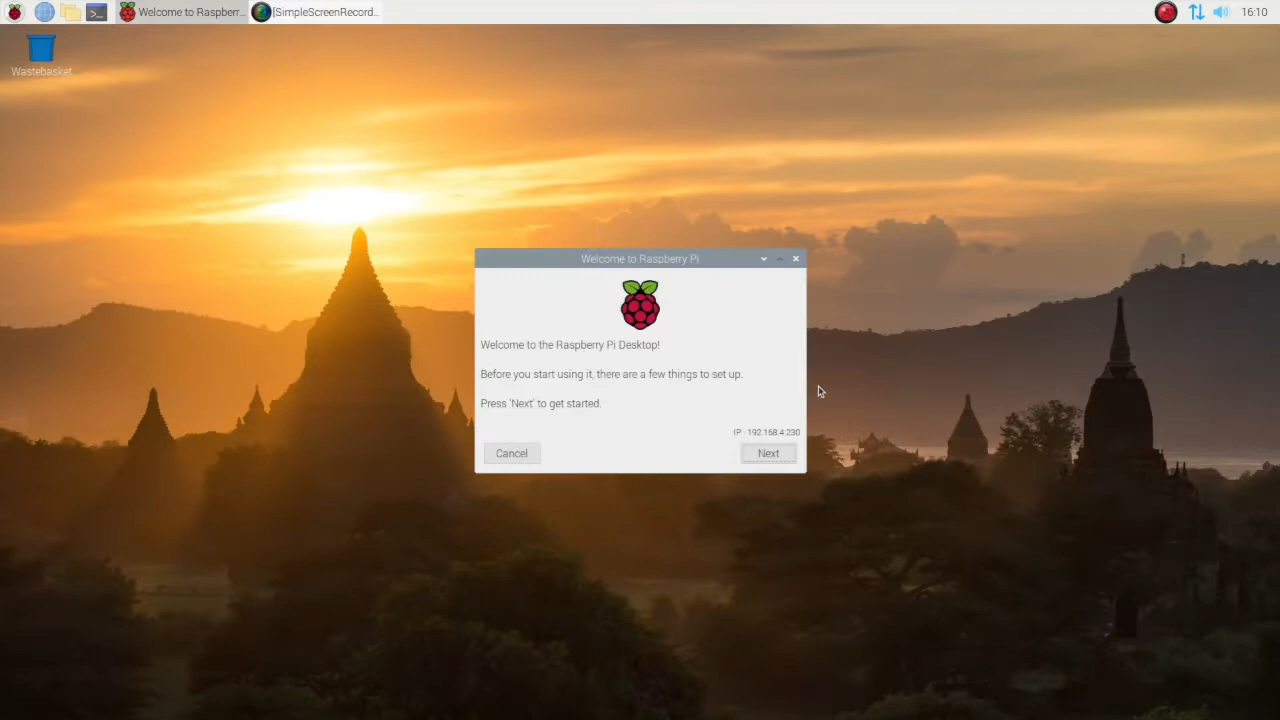 Welcome to Raspberr...
[SimpleScreenRecord...
16:10
Wastebasket
Welcome to Raspberry Pi
Welcome to the Raspberry Pi Desktop!
Before you start using it, there are a few things to set up.
Press 'Next' to get started.
IP : 192.168.4.230
Cancel
Next